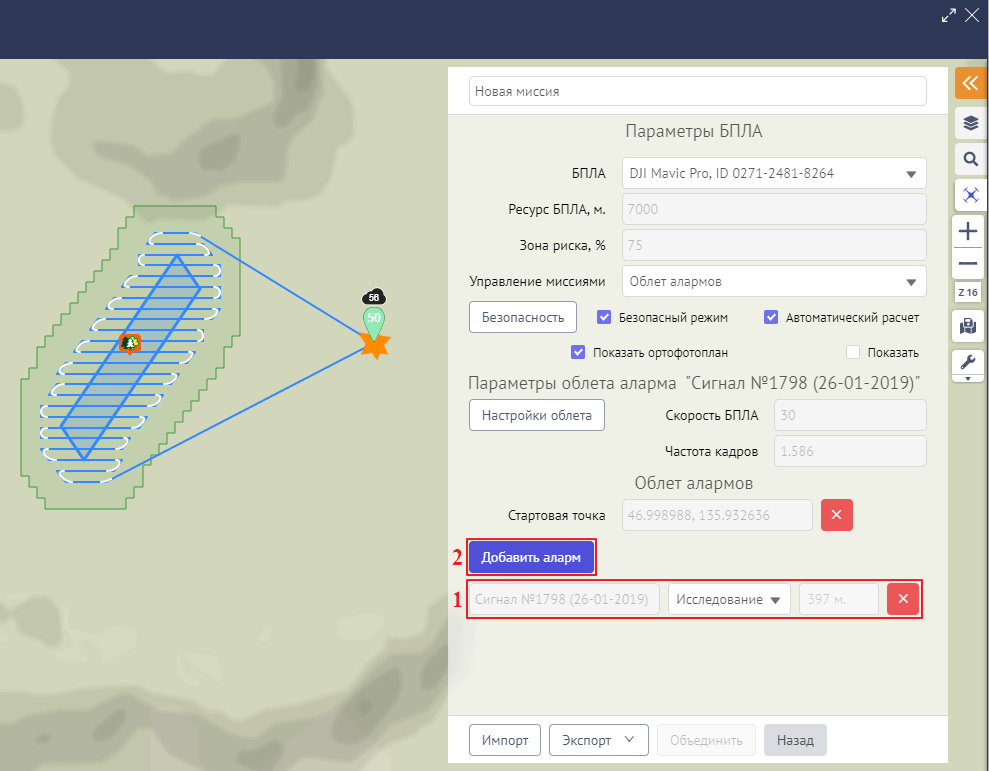 Новая миссия
Параметры БПЛА
БПЛА DJI Mavic Pro, ID 0271-2481-8264
Ресурс БПЛА, м. 7000
Зона риска, % 75
Управление миссиями Облет алармов
Безопасность Безопасный режим Автоматический расчет
Показать ортофотоплан Показать
Параметры облета аларма "Сигнал №1798 (26-01-2019)"
Настройки облета Скорость БПЛА 30
Частота кадров 1.586
Облет алармов
Стартовая точка 46.998988, 135.932636
2 Добавить аларм
1 Сигнал №1798 (26-01-2019) Исследование 397 м.
Импорт Экспорт Объединить Назад
56
50
Z 16